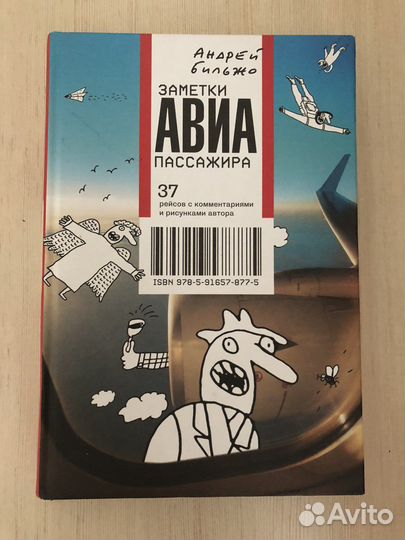 Андрей
Бильжо
ЗАМЕТКИ
АВИА
ПАССАЖИРА
37
рейсов с комментариями
и рисунками автора
ISBN 978-5-91657-877-5
Avito